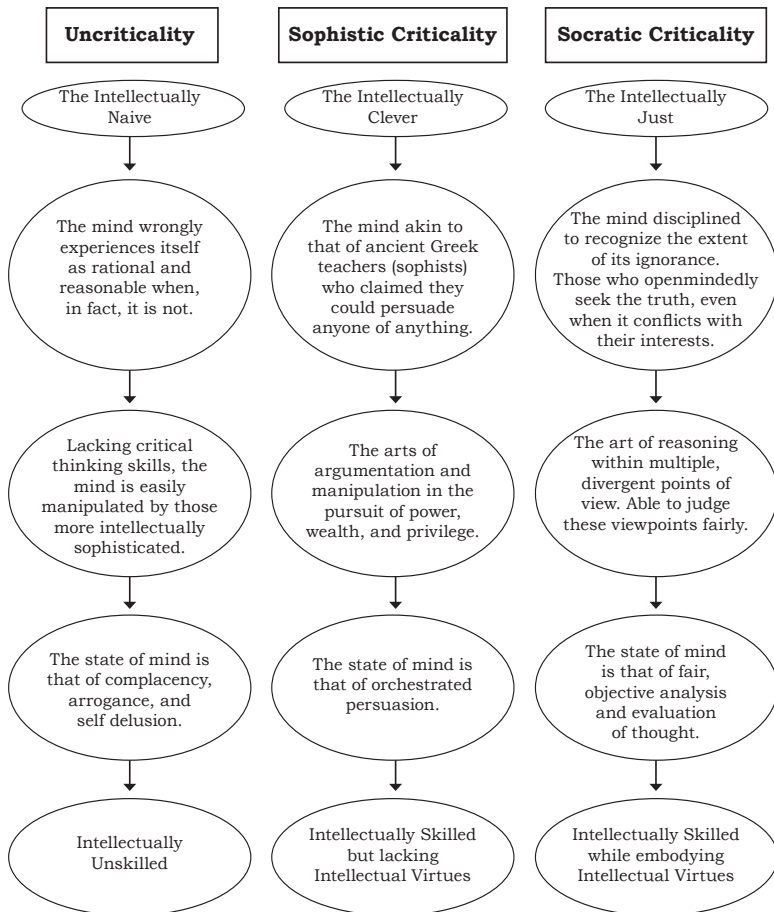 Uncriticality
The Intellectually
Naive
The mind wrongly
experiences itself
as rational and
reasonable when,
in fact, it is not.
Lacking critical
thinking skills, the
mind is easily
manipulated by those
more intellectually
sophisticated.
The state of mind is
that of complacency,
arrogance, and
self delusion.
Intellectually
Unskilled
Sophistic Criticality
The Intellectually
Clever
The mind akin to
that of ancient Greek
teachers (sophists)
who claimed they
could persuade
anyone of anything.
The arts of
argumentation and
manipulation in the
pursuit of power,
wealth, and privilege.
The state of mind is
that of orchestrated
persuasion.
Intellectually Skilled
but lacking
Intellectual Virtues
Socratic Criticality
The Intellectually
Just
The mind disciplined
to recognize the extent
of its ignorance.
Those who openmindedly
seek the truth, even
when it conflicts with
their interests.
The art of reasoning
within multiple,
divergent points of
view. Able to judge
these viewpoints fairly.
The state of mind
is that of fair,
objective analysis
and evaluation
of thought.
Intellectually Skilled
while embodying
Intellectual Virtues